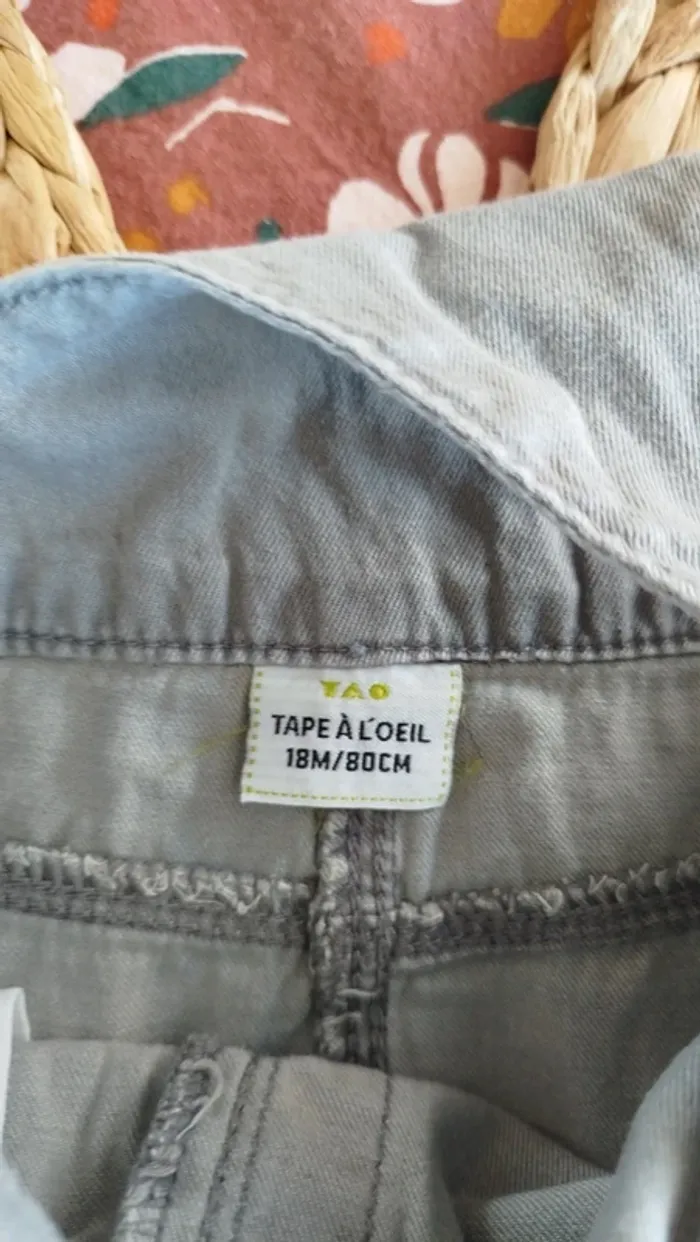 TAO
TAPE À L'OEIL
18M/80CM